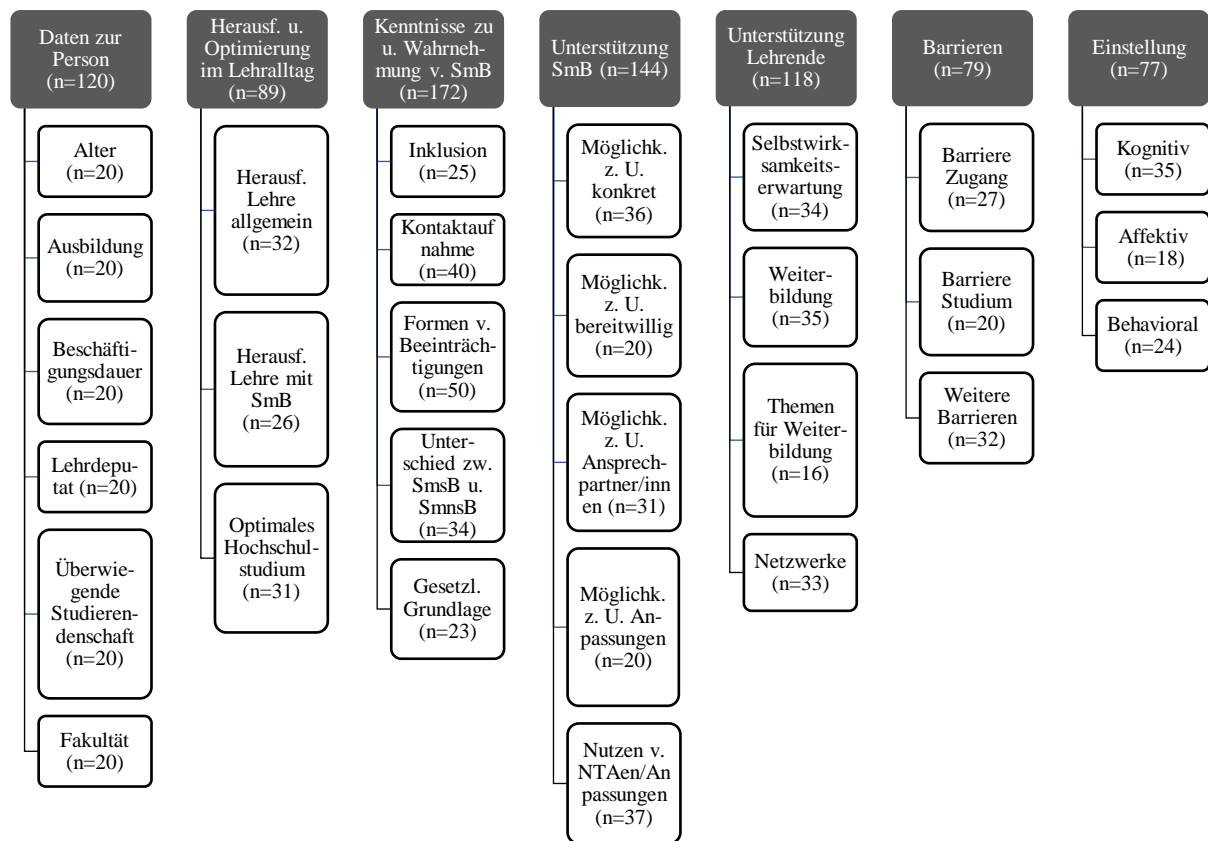 Daten zur
Person
(n=120)
Alter
(n=20)
Ausbildung
(n=20)
Beschäfti-
gungsdauer
(n=20)
Lehrdepu-
tat (n=20)
Überwie-
gende
Studieren-
denschaft
(n=20)
Fakultät
(n=20)
Herausf. u.
Optimierung
im Lehralltag
(n=89)
Herausf.
Lehre
allgemein
(n=32)
Herausf.
Lehre mit
SmB
(n=26)
Optimales
Hochschul-
studium
(n=31)
Kenntnisse zu
u. Wahrneh-
mung v. SmB
(n=172)
Inklusion
(n=25)
Kontaktauf
nahme
(n=40)
Formen v.
Beeinträch-
tigungen
(n=50)
Unter-
schied zw.
SmsB u.
SmnsB
(n=34)
Gesetzl.
Grundlage
(n=23)
Unterstützung
SmB (n=144)
Möglichk.
z. U.
konkret
(n=36)
Möglichk.
z. U.
bereitwillig
(n=20)
Möglichk.
z. U.
Ansprech-
partner/inn
en (n=31)
Möglichk.
z. U. An-
passungen
(n=20)
Nutzen v.
NTAen/An
passungen
(n=37)
Unterstützung
Lehrende
(n=118)
Selbstwirk-
samkeits-
erwartung
(n=34)
Weiter-
bildung
(n=35)
Themen
für Weiter-
bildung
(n=16)
Netzwerke
(n=33)
Barrieren
(n=79)
Barriere
Zugang
(n=27)
Barriere
Studium
(n=20)
Weitere
Barrieren
(n=32)
Einstellung
(n=77)
Kognitiv
(n=35)
Affektiv
(n=18)
Behavioral
(n=24)